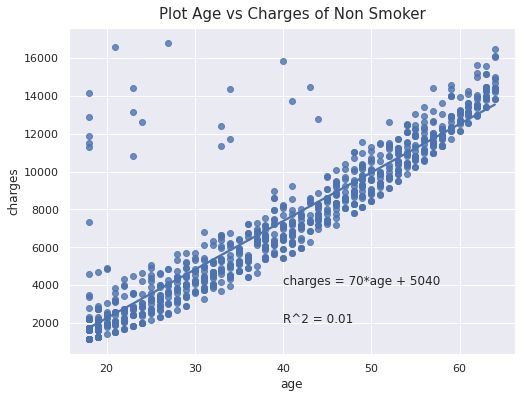 Plot Age vs Charges of Non Smoker
16000
14000
12000
10000
8000
6000
4000
2000
charges
charges = 70*age + 5040
R^2 = 0.01
20
30
40
50
60
age